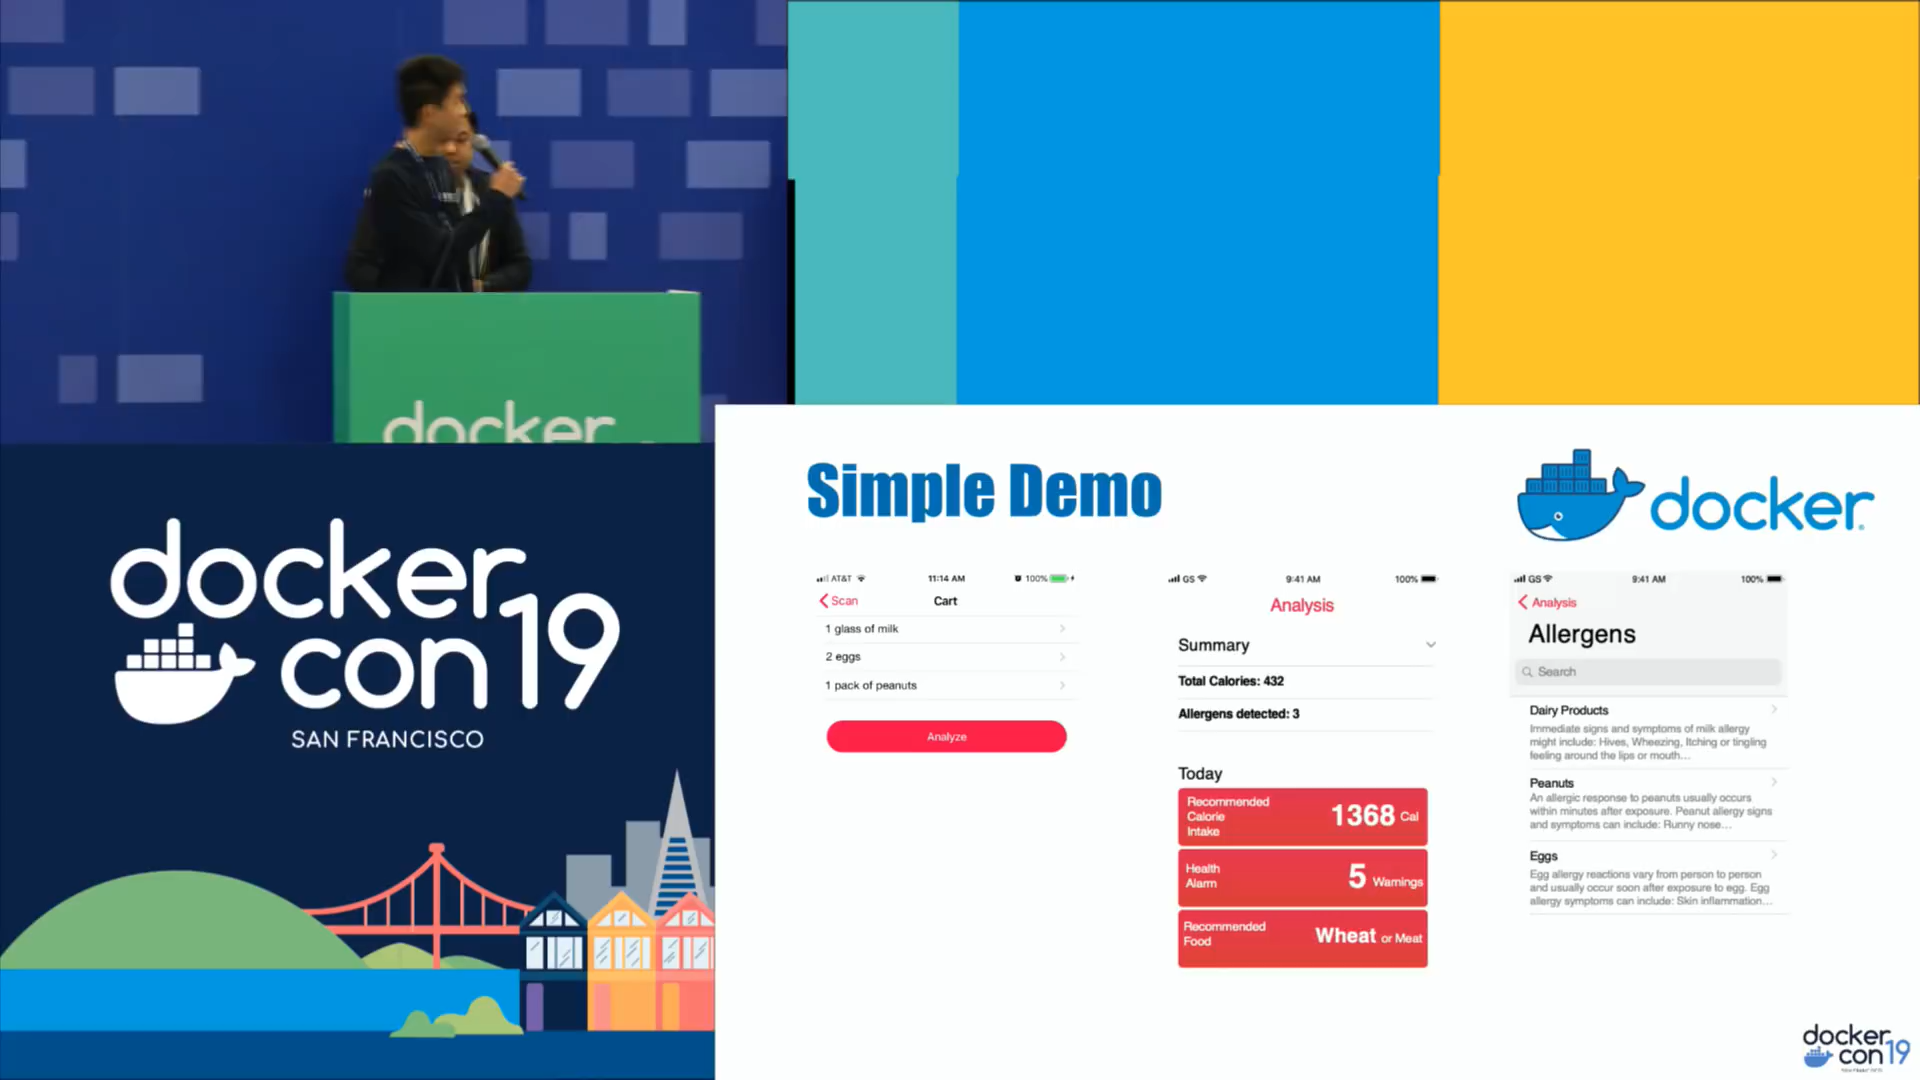 docker
docker
con 19
SAN FRANCISCO
Simple Demo
docker
AT&T
11:14 AM
100%
Scan
Cart
1 glass of milk
2 eggs
1 pack of peanuts
Analyze
GS
9:41 AM
100%
Analysis
Summary
Total Calories: 432
Allergens detected: 3
Today
Recommended
Calorie
Intake
1368 Cal
Health
Alarm
5 Warnings
Recommended
Food
Wheat or Meat
GS
9:41 AM
100%
Analysis
Allergens
Search
Dairy Products
Immediate signs and symptoms of milk allergy
might include: Hives, Wheezing, Itching or tingling
feeling around the lips or mouth...
Peanuts
An allergic response to peanuts usually occurs
within minutes after exposure. Peanut allergy signs
and symptoms can include: Runny nose...
Eggs
Egg allergy reactions vary from person to person
and usually occur soon after exposure to egg. Egg
allergy symptoms can include: Skin inflammation...
docker
con 19